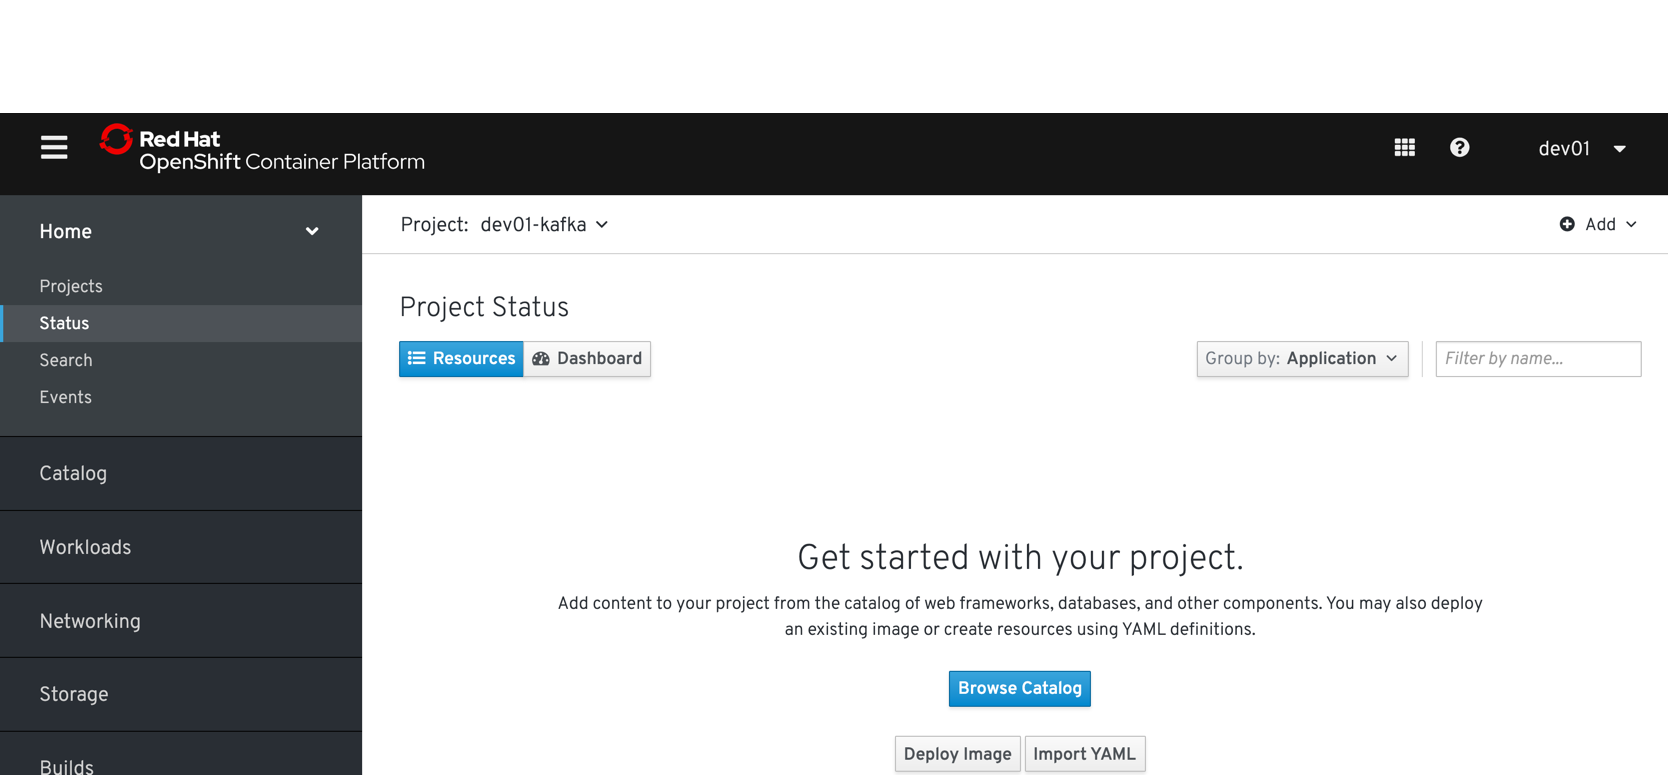 Red Hat
OpenShift Container Platform
dev01
Home
Projects
Status
Search
Events
Catalog
Workloads
Networking
Storage
Builds
Project: dev01-kafka
Add
Project Status
Resources
Dashboard
Group by: Application
Filter by name...
Get started with your project.
Add content to your project from the catalog of web frameworks, databases, and other components. You may also deploy
an existing image or create resources using YAML definitions.
Browse Catalog
Deploy Image
Import YAML